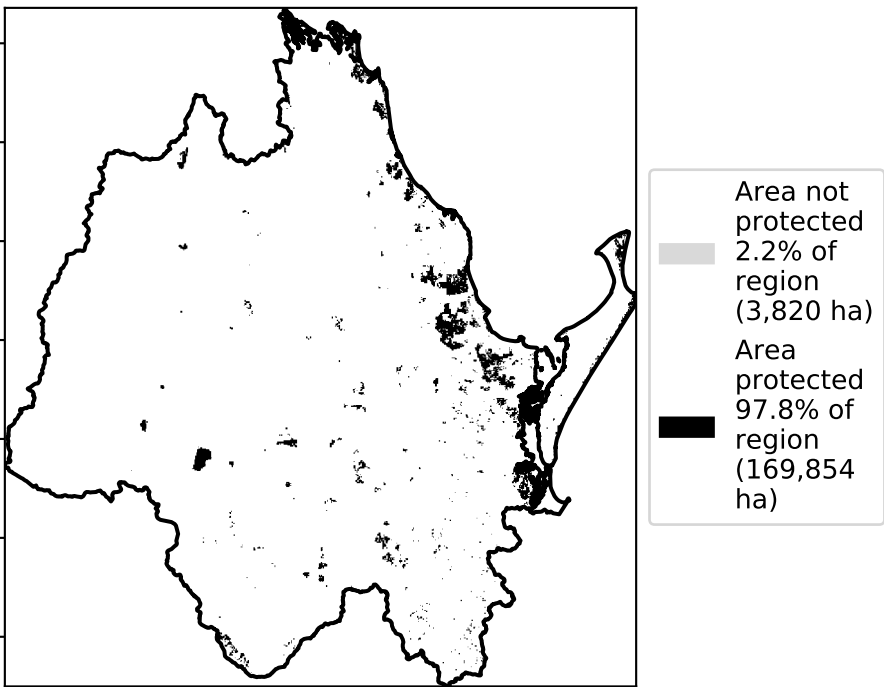 Area not
protected
2.2% of
region
(3,820 ha)
Area
protected
97.8% of
region
(169,854
ha)